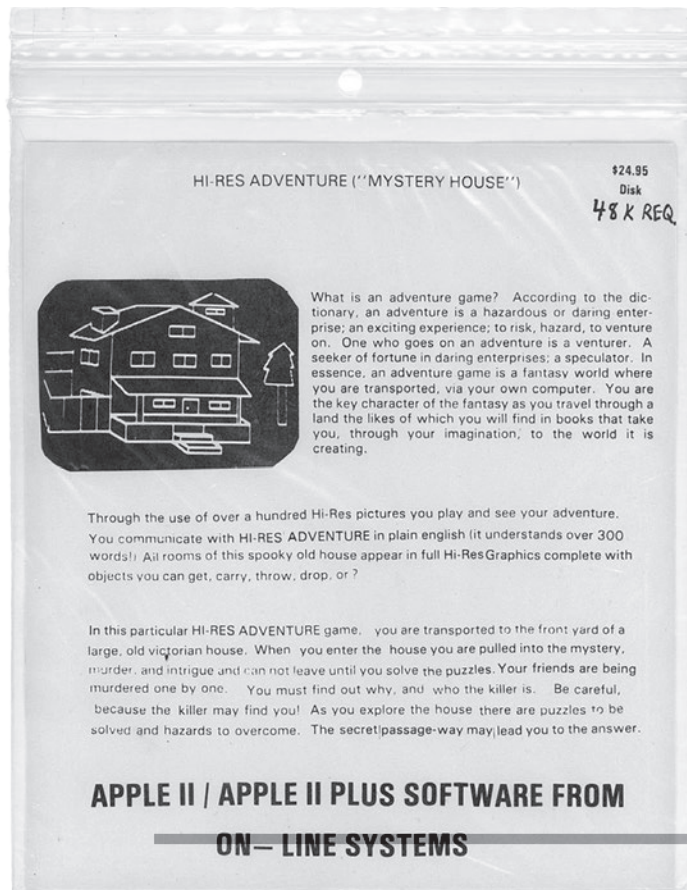 HI-RES ADVENTURE (''MYSTERY HOUSE'')
$24.95
Disk
48K REQ.
What is an adventure game? According to the dic-
tionary, an adventure is a hazardous or daring enter-
prise; an exciting experience; to risk, hazard, to venture
on. One who goes on an adventure is a venturer. A
seeker of fortune in daring enterprises; a speculator. In
essence, an adventure game is a fantasy world where
you are transported, via your own computer. You are
the key character of the fantasy as you travel through a
land the likes of which you will find in books that take
you, through your imagination, to the world it is
creating.
Through the use of over a hundred Hi-Res pictures you play and see your adventure.
You communicate with HI-RES ADVENTURE in plain english (it understands over 300
words!) All rooms of this spooky old house appear in full Hi-Res Graphics complete with
objects you can get, carry, throw, drop, or ?
In this particular HI-RES ADVENTURE game, you are transported to the front yard of a
large, old victorian house. When you enter the house you are pulled into the mystery,
murder, and intrigue and can not leave until you solve the puzzles. Your friends are being
murdered one by one. You must find out why, and who the killer is. Be careful,
because the killer may find you! As you explore the house there are puzzles to be
solved and hazards to overcome. The secret passage-way may lead you to the answer.
APPLE II / APPLE II PLUS SOFTWARE FROM
ON— LINE SYSTEMS